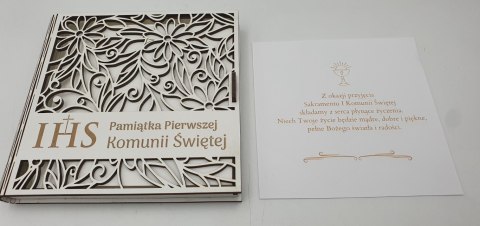 IHS
Pamiątka Pierwszej
Komunii Świętej
Z okazji przyjęcia
Sakramentu I Komunii Świętej
składamy z serca płynące życzenia.
Niech Twoje życie będzie mądre, dobre i piękne,
pełne Bożego światła i radości.